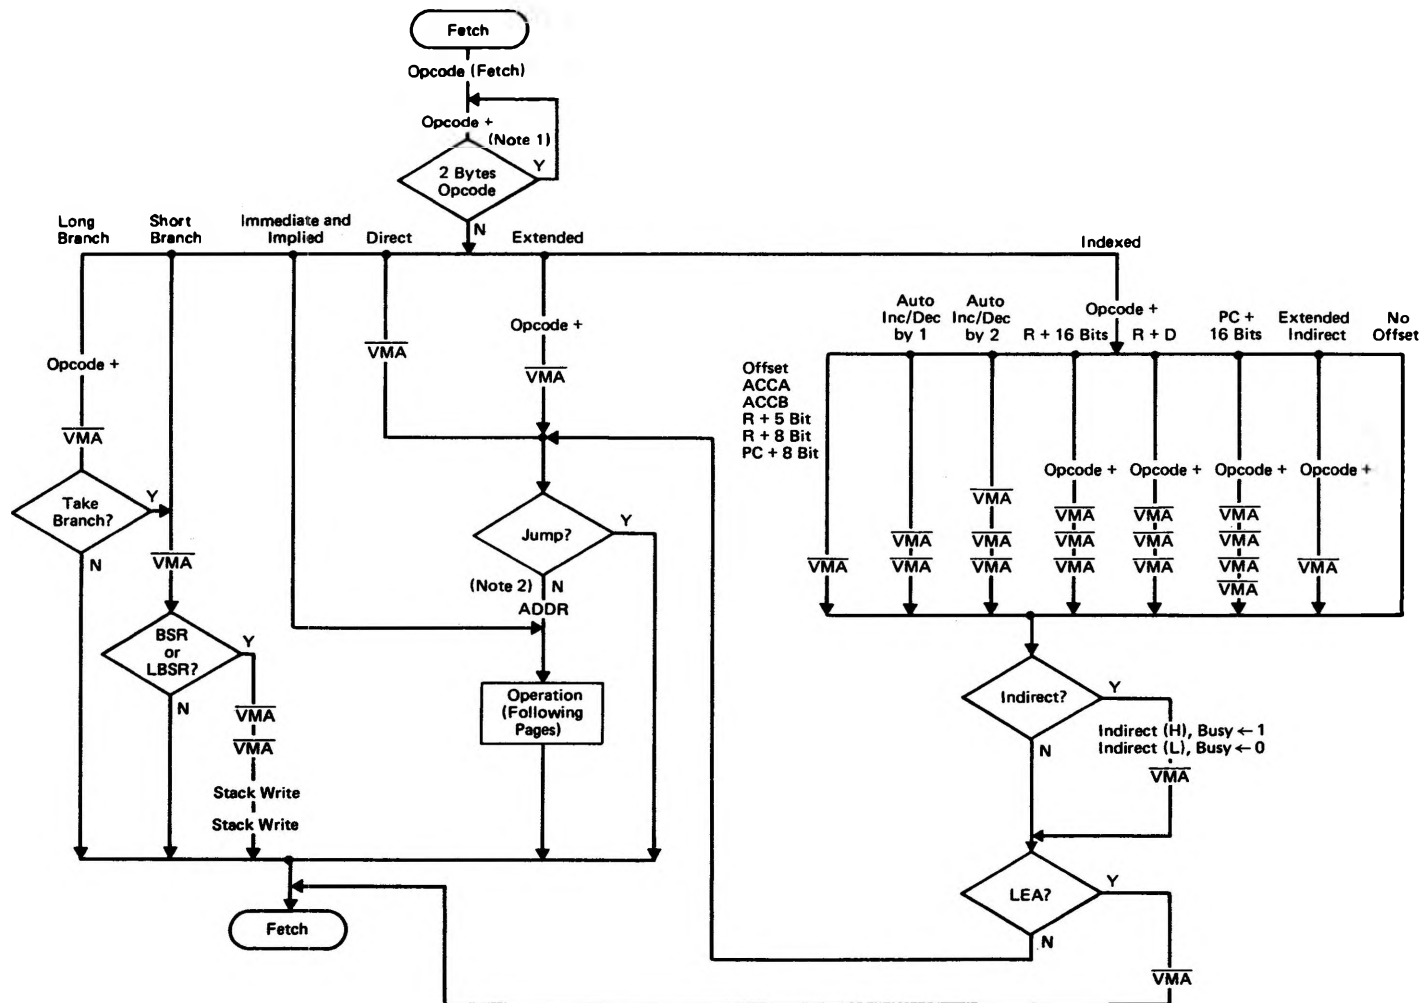 Fetch
Opcode (Fetch)
Opcode +
(Note 1)
2 Bytes
Opcode
Y
N
Long
Branch
Short
Branch
Immediate and
Implied
Direct
Extended
Indexed
Opcode +
VMA
Take
Branch?
Y
N
VMA
BSR
or
LBSR?
Y
N
VMA
VMA
Stack Write
Stack Write
VMA
Opcode +
VMA
Jump?
Y
(Note 2)
N
ADDR
Operation
(Following
Pages)
Fetch
Opcode +
Offset
ACCA
ACCB
R + 5 Bit
R + 8 Bit
PC + 8 Bit
VMA
Auto
Inc/Dec
by 1
VMA
VMA
Auto
Inc/Dec
by 2
VMA
VMA
VMA
R + 16 Bits
Opcode +
VMA
VMA
VMA
R + D
Opcode +
VMA
VMA
VMA
PC +
16 Bits
Opcode +
VMA
VMA
VMA
VMA
Extended
Indirect
Opcode +
VMA
No
Offset
Indirect?
Y
N
Indirect (H), Busy ← 1
Indirect (L), Busy ← 0
VMA
LEA?
Y
N
VMA